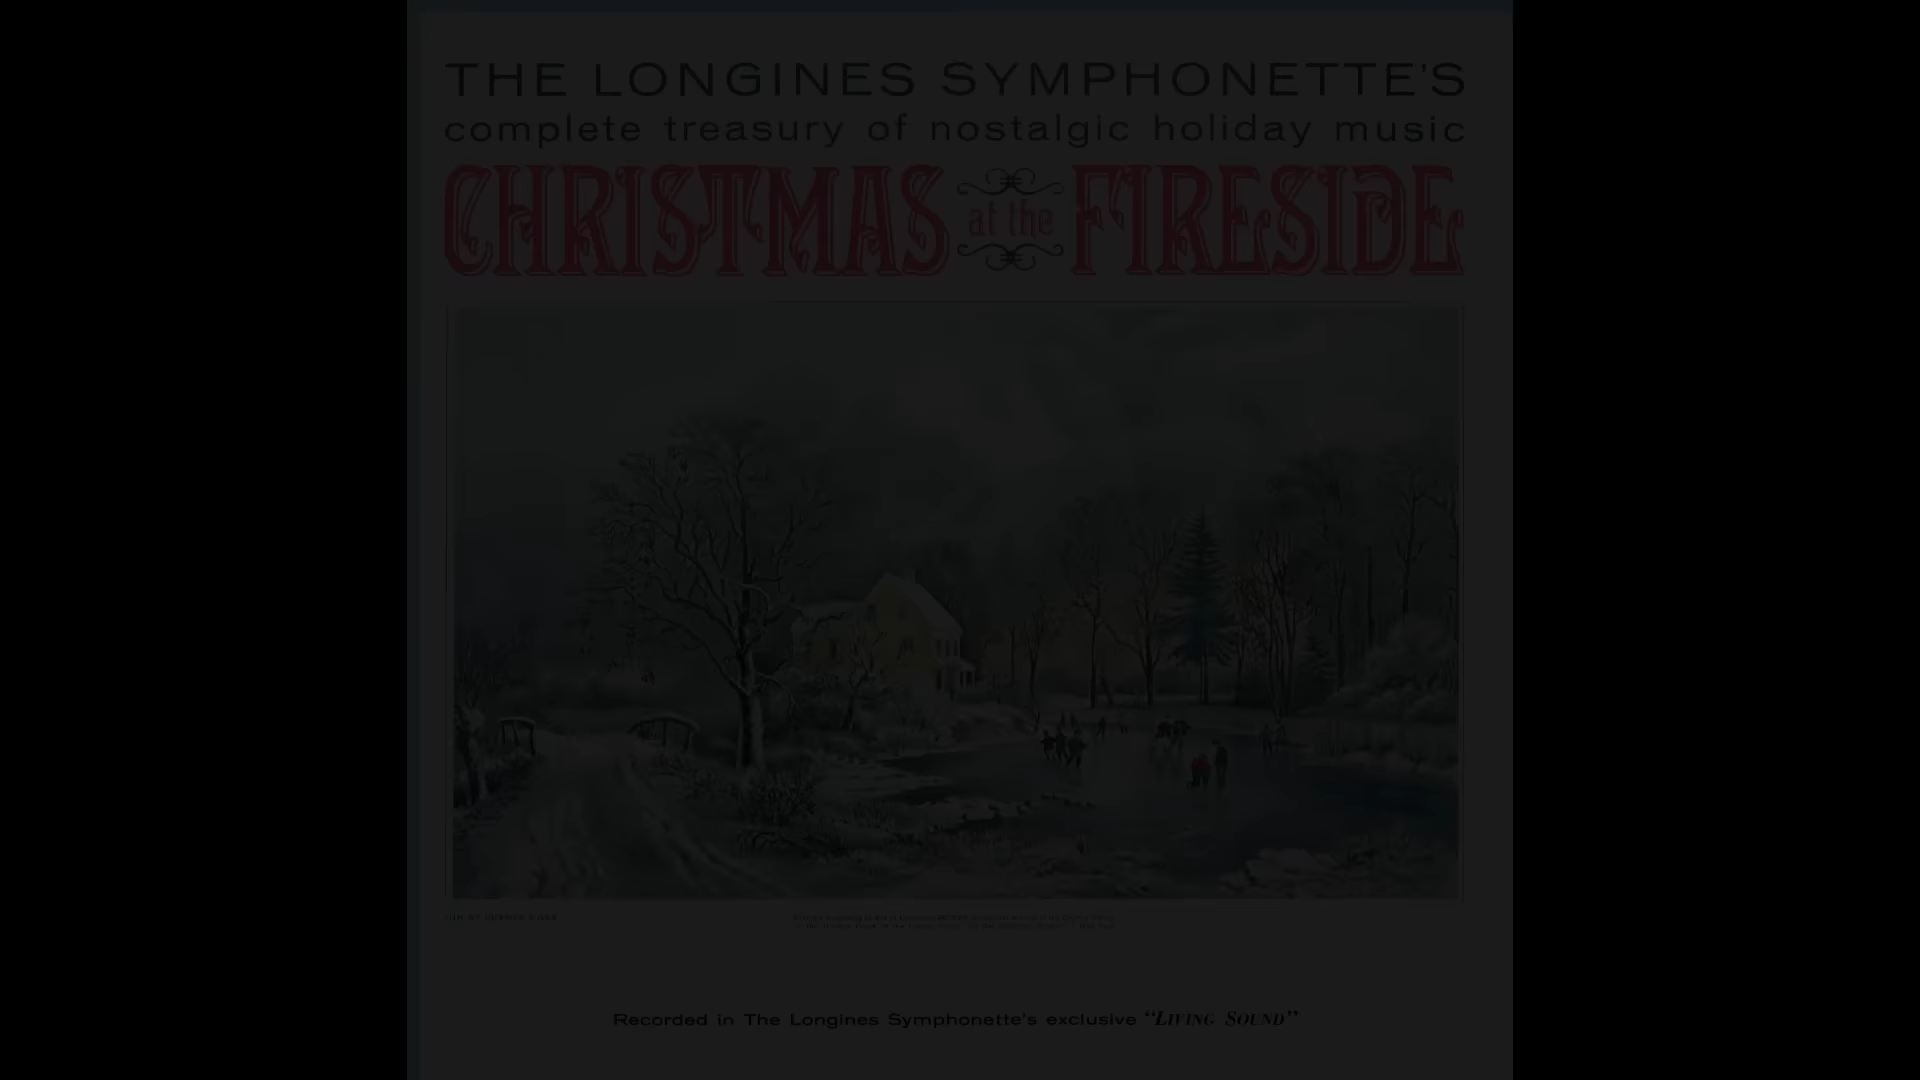 THE LONGINES SYMPHONETTE'S
complete treasury of nostalgic holiday music
CHRISTMAS at the FIRESIDE
Recorded in The Longines Symphonette's exclusive “LIVING SOUND”